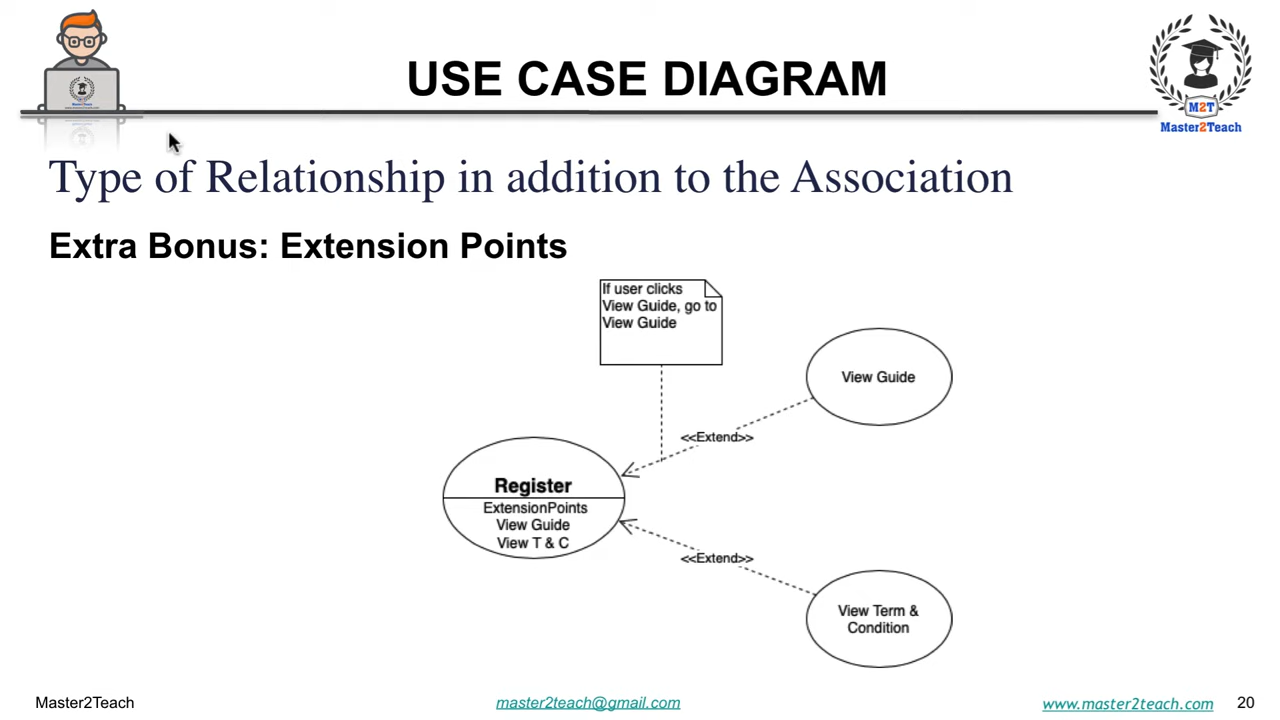 USE CASE DIAGRAM
M2T
Master2Teach
Type of Relationship in addition to the Association
Extra Bonus: Extension Points
If user clicks
View Guide, go to
View Guide
View Guide
<<Extend>>
Register
ExtensionPoints
View Guide
View T & C
<<Extend>>
View Term &
Condition
Master2Teach
master2teach@gmail.com
www.master2teach.com
20